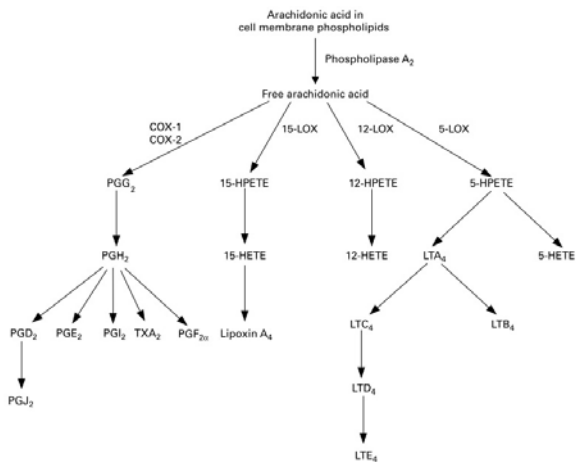 Arachidonic acid in
cell membrane phospholipids
Phospholipase A₂
Free arachidonic acid
COX-1
COX-2
15-LOX
12-LOX
5-LOX
PGG₂
15-HPETE
12-HPETE
5-HPETE
PGH₂
15-HETE
12-HETE
LTA₄
5-HETE
PGD₂
PGE₂
PGI₂
TXA₂
PGF₂α
Lipoxin A₄
LTC₄
LTB₄
PGJ₂
LTD₄
LTE₄